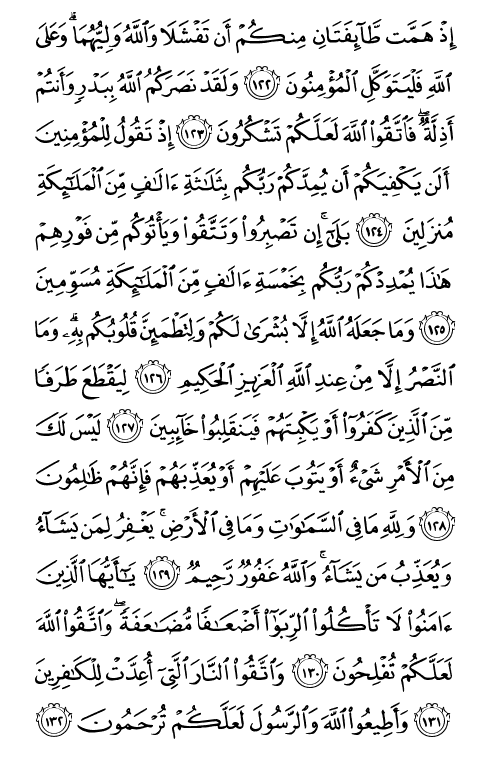 إِذْ هَمَّت طَّآئِفَتَانِ مِنكُمْ أَن تَفْشَلَا وَٱللَّهُ وَلِيُّهُمَا ۗ وَعَلَى
ٱللَّهِ فَلْيَتَوَكَّلِ ٱلْمُؤْمِنُونَ ۝١٢٢ وَلَقَدْ نَصَرَكُمُ ٱللَّهُ بِبَدْرٍ وَأَنتُمْ
أَذِلَّةٌ ۖ فَٱتَّقُوا۟ ٱللَّهَ لَعَلَّكُمْ تَشْكُرُونَ ۝١٢٣ إِذْ تَقُولُ لِلْمُؤْمِنِينَ
أَلَن يَكْفِيَكُمْ أَن يُمِدَّكُمْ رَبُّكُم بِثَلَٰثَةِ ءَالَٰفٍ مِّنَ ٱلْمَلَٰٓئِكَةِ
مُنزَلِينَ ۝١٢٤ بَلَىٰٓ ۚ إِن تَصْبِرُوا۟ وَتَتَّقُوا۟ وَيَأْتُوكُم مِّن فَوْرِهِمْ
هَٰذَا يُمْدِدْكُمْ رَبُّكُم بِخَمْسَةِ ءَالَٰفٍ مِّنَ ٱلْمَلَٰٓئِكَةِ مُسَوِّمِينَ
۝١٢٥ وَمَا جَعَلَهُ ٱللَّهُ إِلَّا بُشْرَىٰ لَكُمْ وَلِتَطْمَئِنَّ قُلُوبُكُم بِهِۦ ۗ وَمَا
ٱلنَّصْرُ إِلَّا مِنْ عِندِ ٱللَّهِ ٱلْعَزِيزِ ٱلْحَكِيمِ ۝١٢٦ لِيَقْطَعَ طَرَفًا
مِّنَ ٱلَّذِينَ كَفَرُوٓا۟ أَوْ يَكْبِتَهُمْ فَيَنقَلِبُوا۟ خَآئِبِينَ ۝١٢٧ لَيْسَ لَكَ
مِنَ ٱلْأَمْرِ شَىْءٌ أَوْ يَتُوبَ عَلَيْهِمْ أَوْ يُعَذِّبَهُمْ فَإِنَّهُمْ ظَٰلِمُونَ
۝١٢٨ وَلِلَّهِ مَا فِى ٱلسَّمَٰوَٰتِ وَمَا فِى ٱلْأَرْضِ ۚ يَغْفِرُ لِمَن يَشَآءُ
وَيُعَذِّبُ مَن يَشَآءُ ۚ وَٱللَّهُ غَفُورٌ رَّحِيمٌ ۝١٢٩ يَٰٓأَيُّهَا ٱلَّذِينَ
ءَامَنُوا۟ لَا تَأْكُلُوا۟ ٱلرِّبَوٰٓا۟ أَضْعَٰفًا مُّضَٰعَفَةً ۖ وَٱتَّقُوا۟ ٱللَّهَ
لَعَلَّكُمْ تُفْلِحُونَ ۝١٣٠ وَٱتَّقُوا۟ ٱلنَّارَ ٱلَّتِىٓ أُعِدَّتْ لِلْكَٰفِرِينَ
۝١٣١ وَأَطِيعُوا۟ ٱللَّهَ وَٱلرَّسُولَ لَعَلَّكُمْ تُرْحَمُونَ ۝١٣٢